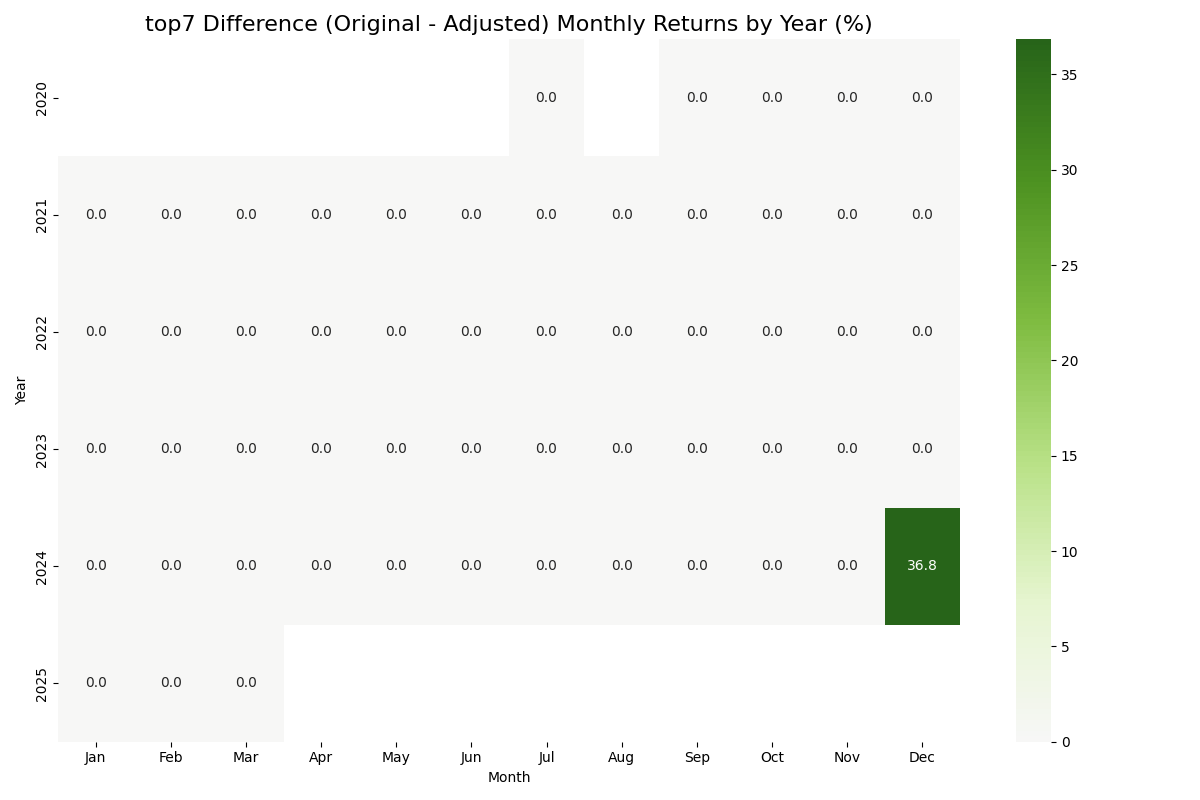 top7 Difference (Original - Adjusted) Monthly Returns by Year (%)
2020 0.0 0.0 0.0 0.0 0.0
2021 0.0 0.0 0.0 0.0 0.0 0.0 0.0 0.0 0.0 0.0 0.0 0.0
2022 0.0 0.0 0.0 0.0 0.0 0.0 0.0 0.0 0.0 0.0 0.0 0.0
Year
2023 0.0 0.0 0.0 0.0 0.0 0.0 0.0 0.0 0.0 0.0 0.0 0.0
2024 0.0 0.0 0.0 0.0 0.0 0.0 0.0 0.0 0.0 0.0 0.0 36.8
2025 0.0 0.0 0.0
Jan Feb Mar Apr May Jun Jul Aug Sep Oct Nov Dec
Month
35
30
25
20
15
10
5
0